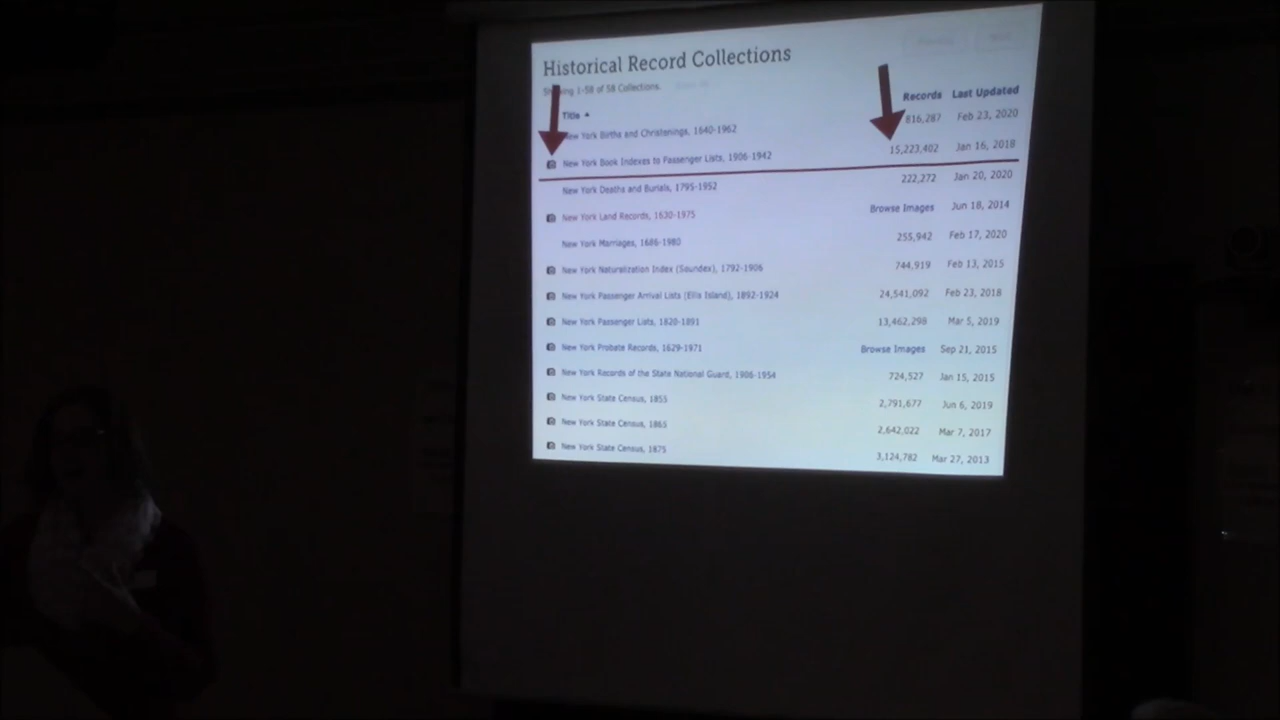 Historical Record Collections
1-58 of 58 Collections.
Title Records Last Updated
New York Births and Christenings, 1640-1962 816,287 Feb 23, 2020
New York Book Indexes to Passenger Lists, 1906-1942 15,223,402 Jan 16, 2018
New York Deaths and Burials, 1795-1952 222,272 Jan 20, 2020
New York Land Records, 1630-1975 Browse Images Jun 18, 2014
New York Marriages, 1686-1980 255,942 Feb 17, 2020
New York Naturalization Index (Soundex), 1792-1906 744,919 Feb 13, 2015
New York Passenger Arrival Lists (Ellis Island), 1892-1924 24,541,092 Feb 23, 2018
New York Passenger Lists, 1820-1891 13,462,298 Mar 5, 2019
New York Probate Records, 1629-1971 Browse Images Sep 21, 2015
New York Records of the State National Guard, 1906-1954 724,527 Jan 15, 2015
New York State Census, 1855 2,791,677 Jun 6, 2019
New York State Census, 1865 2,642,022 Mar 7, 2017
New York State Census, 1875 3,124,782 Mar 27, 2013